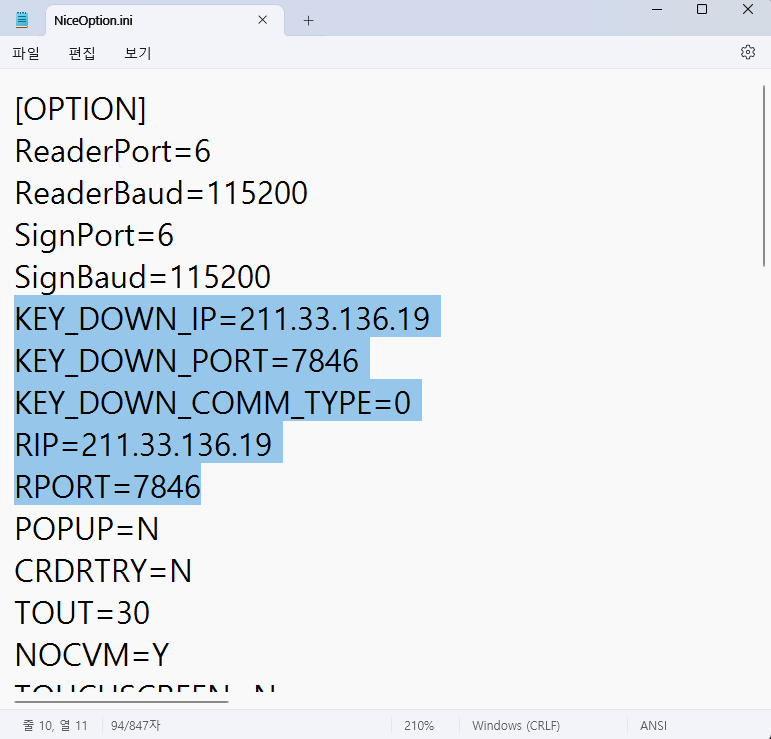 NiceOption.ini
파일 편집 보기
[OPTION]
ReaderPort=6
ReaderBaud=115200
SignPort=6
SignBaud=115200
KEY_DOWN_IP=211.33.136.19
KEY_DOWN_PORT=7846
KEY_DOWN_COMM_TYPE=0
RIP=211.33.136.19
RPORT=7846
POPUP=N
CRDRTRY=N
TOUT=30
NOCVM=Y
TOUCHSCREEN=N
줄 10, 열 11 94/847자 210% Windows (CRLF) ANSI